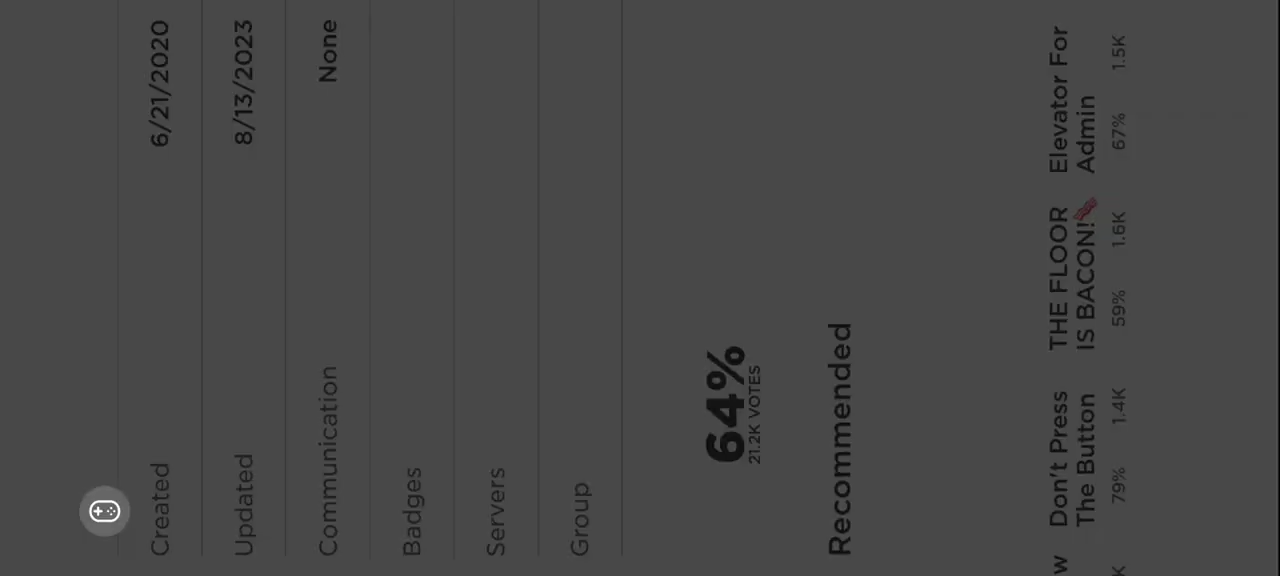 Created 6/21/2020
Updated 8/13/2023
Communication None
Badges
Servers
Group
64%
21.2K VOTES
Recommended
w
K
Don't Press
The Button
79% 1.4K
THE FLOOR
IS BACON!🥓
59% 1.6K
Elevator For
Admin
67% 1.5K